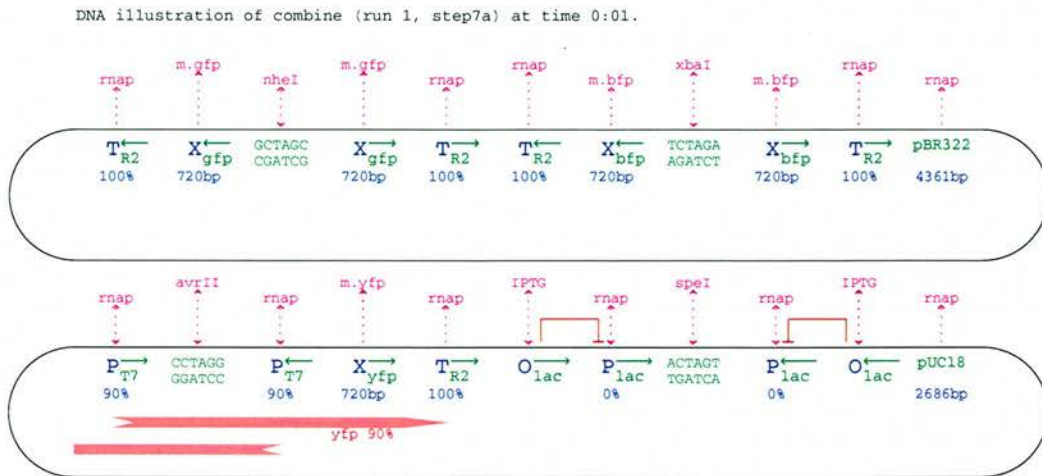 DNA illustration of combine (run 1, step7a) at time 0:01.
m.gfp m.gfp rnap xbaI rnap
rnap nheI rnap m.bfp m.bfp rnap
TR2 Xgfp GCTAGC Xgfp TR2 TR2 Xbfp TCTAGA Xbfp TR2 pBR322
CGATCG AGATCT
100% 720bp 720bp 100% 100% 720bp 720bp 100% 4361bp
avrII m.yfp IPTG speI IPTG
rnap rnap rnap rnap rnap rnap
PT7 CCTAGG PT7 Xyfp TR2 Olac Plac ACTAGT Plac Olac pUC18
GGATCC TGATCA
90% 90% 720bp 100% 0% 0% 2686bp
yfp 90%